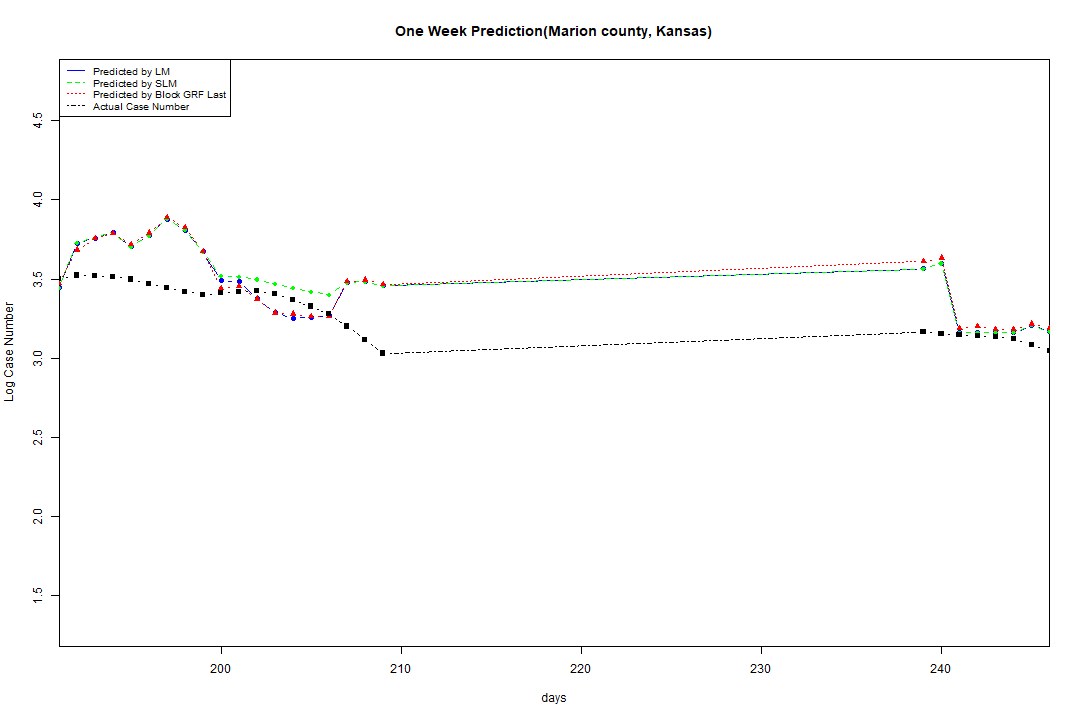 One Week Prediction(Marion county, Kansas)
Predicted by LM
Predicted by SLM
Predicted by Block GRF Last
Actual Case Number
4.5
4.0
3.5
3.0
2.5
2.0
1.5
Log Case Number
200 210 220 230 240
days